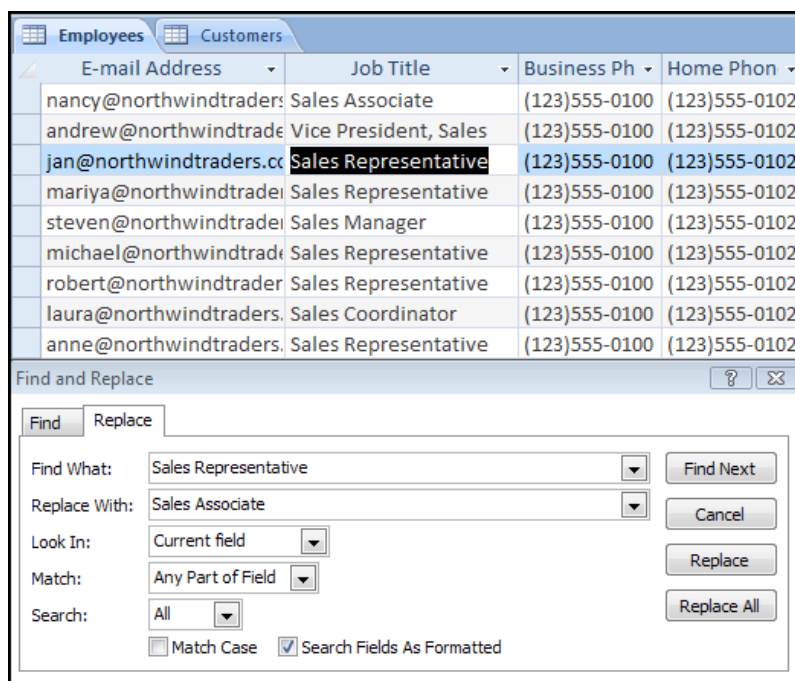 Employees Customers
E-mail Address Job Title Business Ph Home Phon
nancy@northwindtraders Sales Associate (123)555-0100 (123)555-0102
andrew@northwindtrade Vice President, Sales (123)555-0100 (123)555-0102
jan@northwindtraders.co Sales Representative (123)555-0100 (123)555-0102
mariya@northwindtrader Sales Representative (123)555-0100 (123)555-0102
steven@northwindtrader Sales Manager (123)555-0100 (123)555-0102
michael@northwindtrade Sales Representative (123)555-0100 (123)555-0102
robert@northwindtrader Sales Representative (123)555-0100 (123)555-0102
laura@northwindtraders. Sales Coordinator (123)555-0100 (123)555-0102
anne@northwindtraders. Sales Representative (123)555-0100 (123)555-0102
Find and Replace ?
Find Replace
Find What: Sales Representative Find Next
Replace With: Sales Associate Cancel
Look In: Current field
Match: Any Part of Field Replace
Search: All Replace All
Match Case Search Fields As Formatted